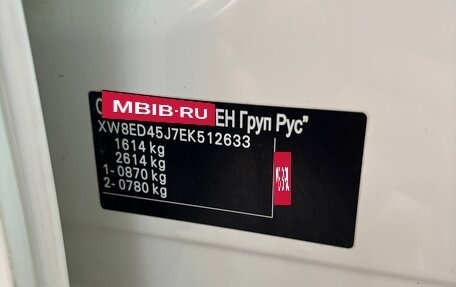 MBIB-RU
ЕН Груп Рус"
XW8ED45J7EK512633
1614 kg
2614 kg
1- 0870 kg
2- 0780 kg